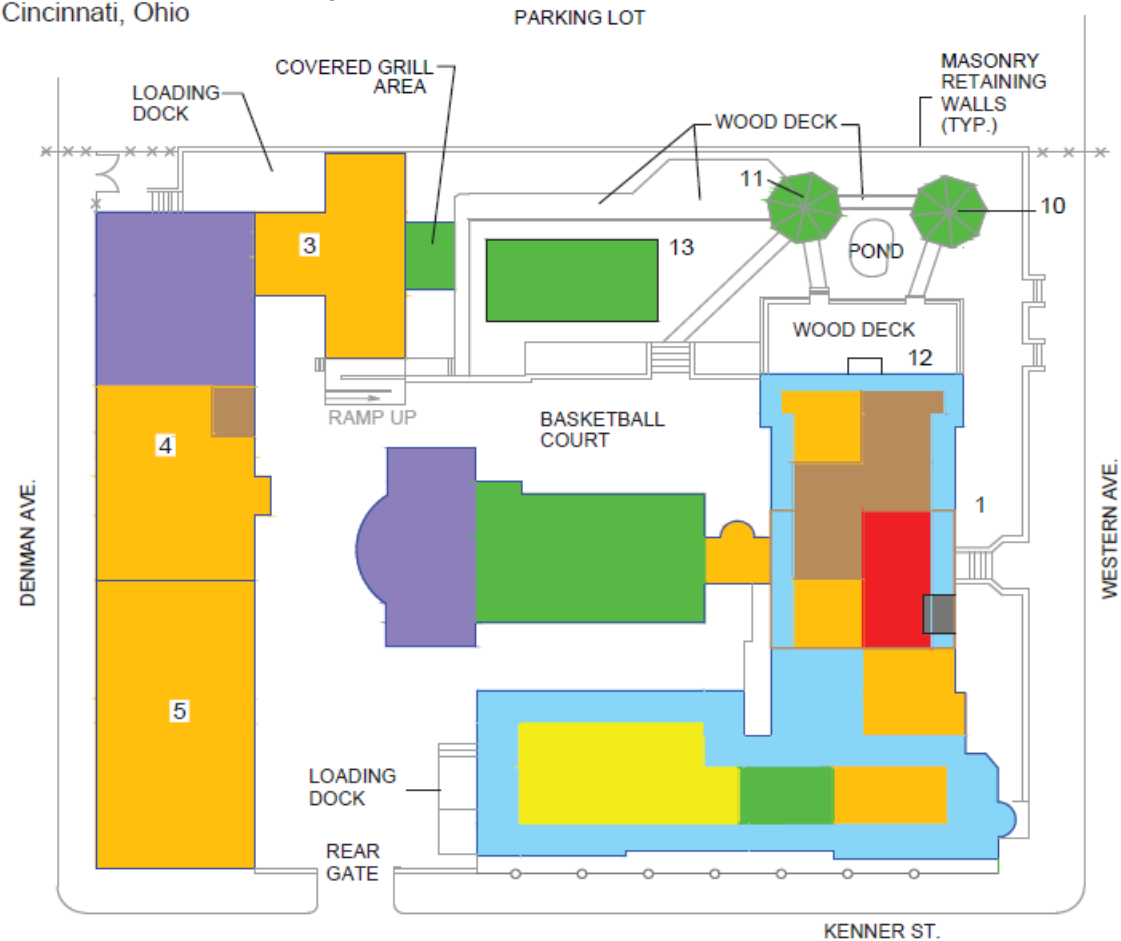 Cincinnati, Ohio
PARKING LOT
COVERED GRILL
AREA
LOADING
DOCK
MASONRY
RETAINING
WALLS
(TYP.)
WOOD DECK
11
10
3
13
POND
WOOD DECK
12
RAMP UP
BASKETBALL
COURT
4
1
DENMAN AVE.
WESTERN AVE.
5
LOADING
DOCK
REAR
GATE
KENNER ST.